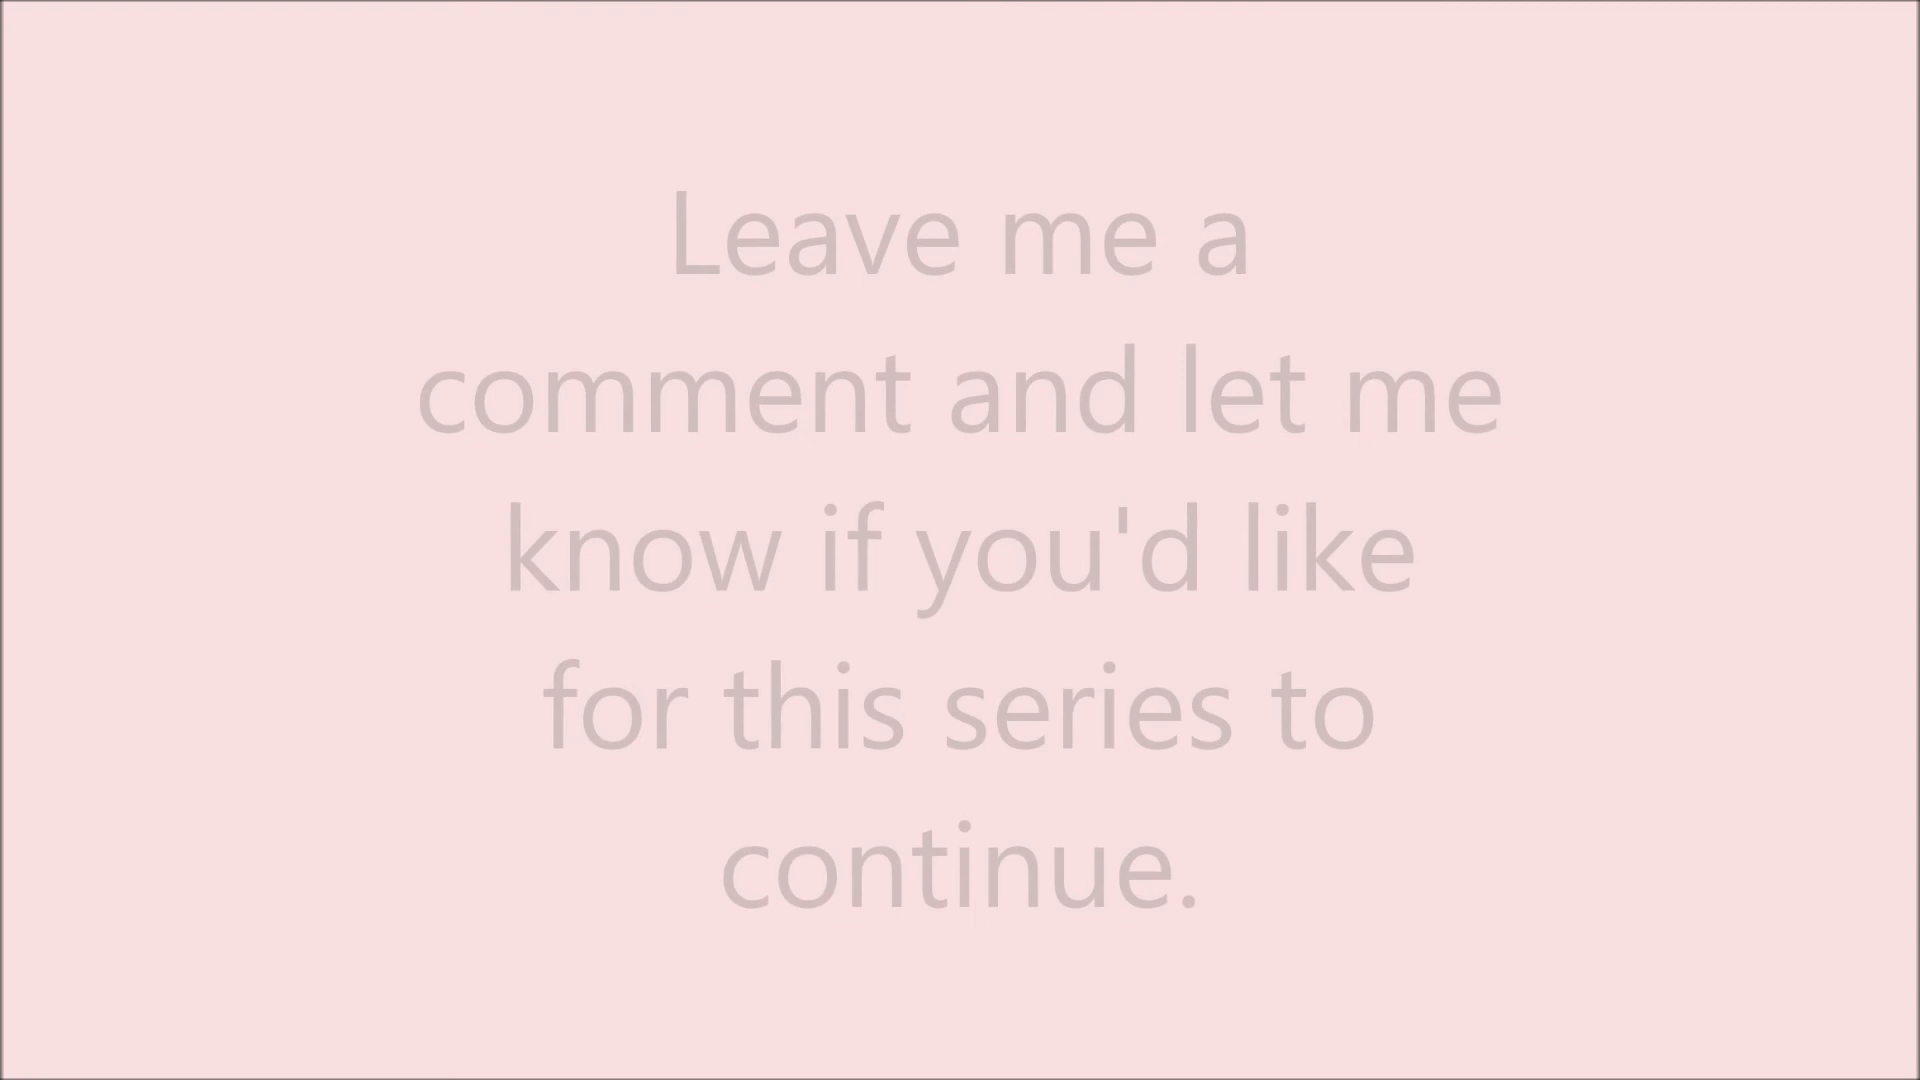 Leave me a
comment and let me
know if you'd like
for this series to
continue.